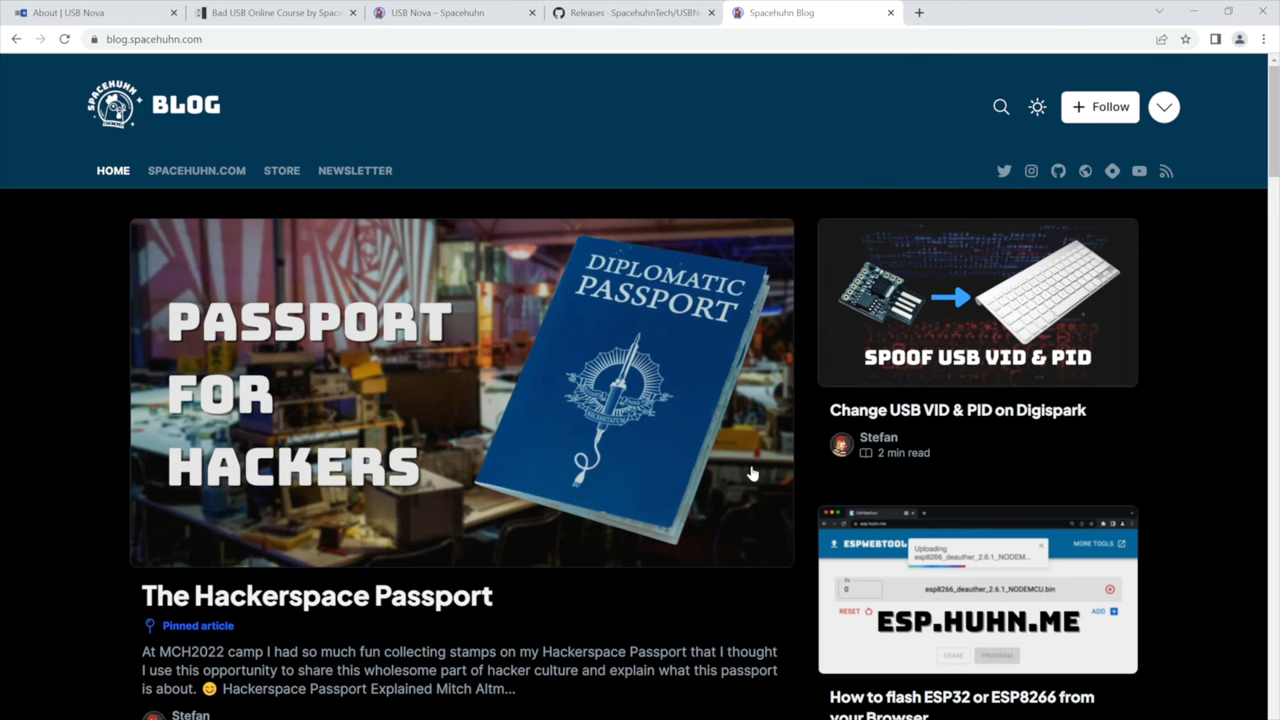 About | USB Nova
Bad USB Online Course by Space
USB Nova – Spacehuhn
Releases · SpacehuhnTech/USBN
Spacehuhn Blog
blog.spacehuhn.com
SPACEHUHN
BLOG
Follow
HOME
SPACEHUHN.COM
STORE
NEWSLETTER
PASSPORT
FOR
HACKERS
DIPLOMATIC
PASSPORT
The Hackerspace Passport
Pinned article
At MCH2022 camp I had so much fun collecting stamps on my Hackerspace Passport that I thought
I use this opportunity to share this wholesome part of hacker culture and explain what this passport
is about. 😊 Hackerspace Passport Explained Mitch Altm...
Stefan
SPOOF USB VID & PID
Change USB VID & PID on Digispark
Stefan
2 min read
esp.huhn.me
ESPWEBTOOL
Uploading
esp8266_deauther_2.6.1_NODEM...
MORE TOOLS
0
esp8266_deauther_2.6.1_NODEMCU.bin
RESET
ADD
ESP.HUHN.ME
ERASE
PROGRAM
How to flash ESP32 or ESP8266 from
your Browser